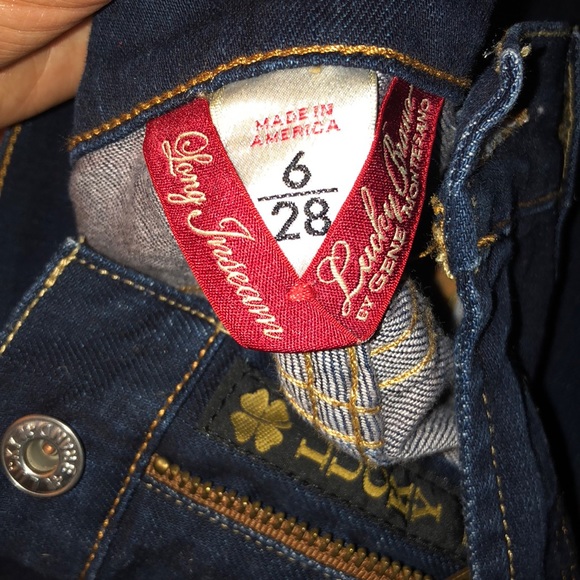 MADE IN
AMERICA
6
28
Long Inseam
Lucky Brand
BY GENE MONTESANO
LUCKY